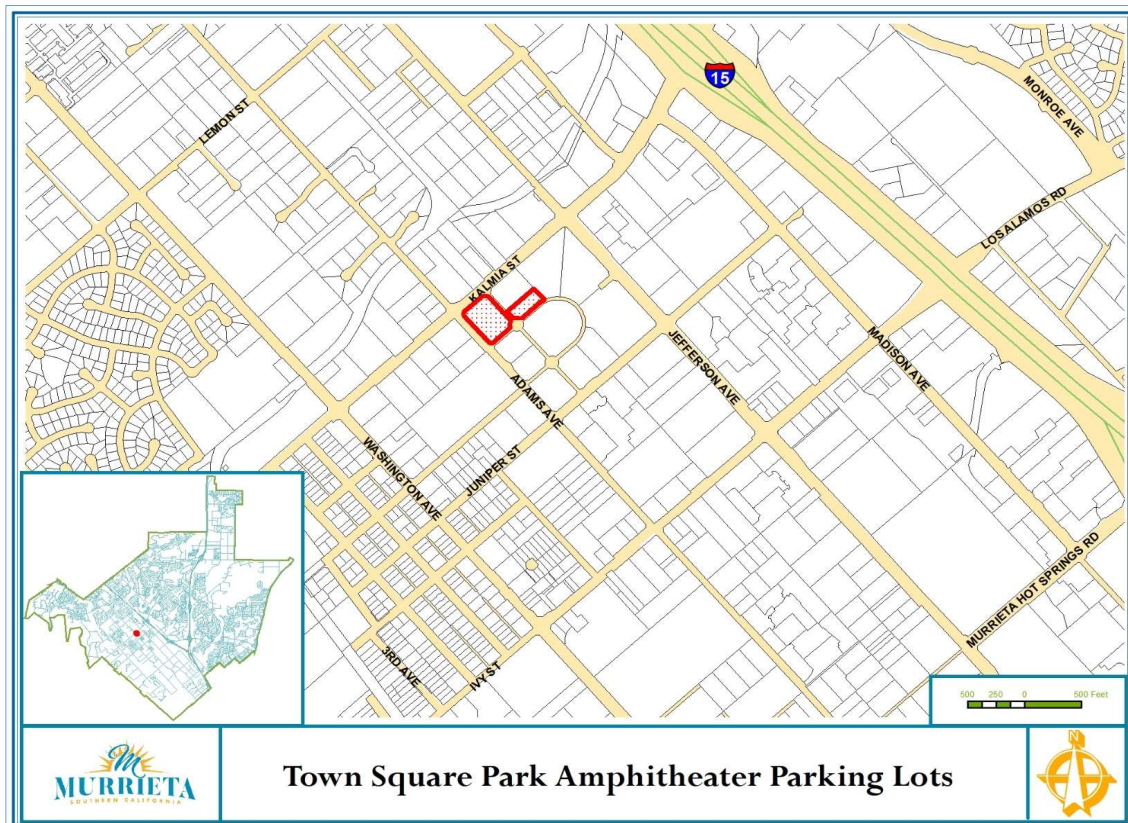 15
MONROE AVE
LEMON ST
LOS ALAMOS RD
KALMIA ST
JEFFERSON AVE
MADISON AVE
ADAMS AVE
WASHINGTON AVE
JUNIPER ST
MURRIETA HOT SPRINGS RD
3RD AVE
IVY ST
500 250 0 500 Feet
M
MURRIETA
SOUTHERN CALIFORNIA
Town Square Park Amphitheater Parking Lots
N